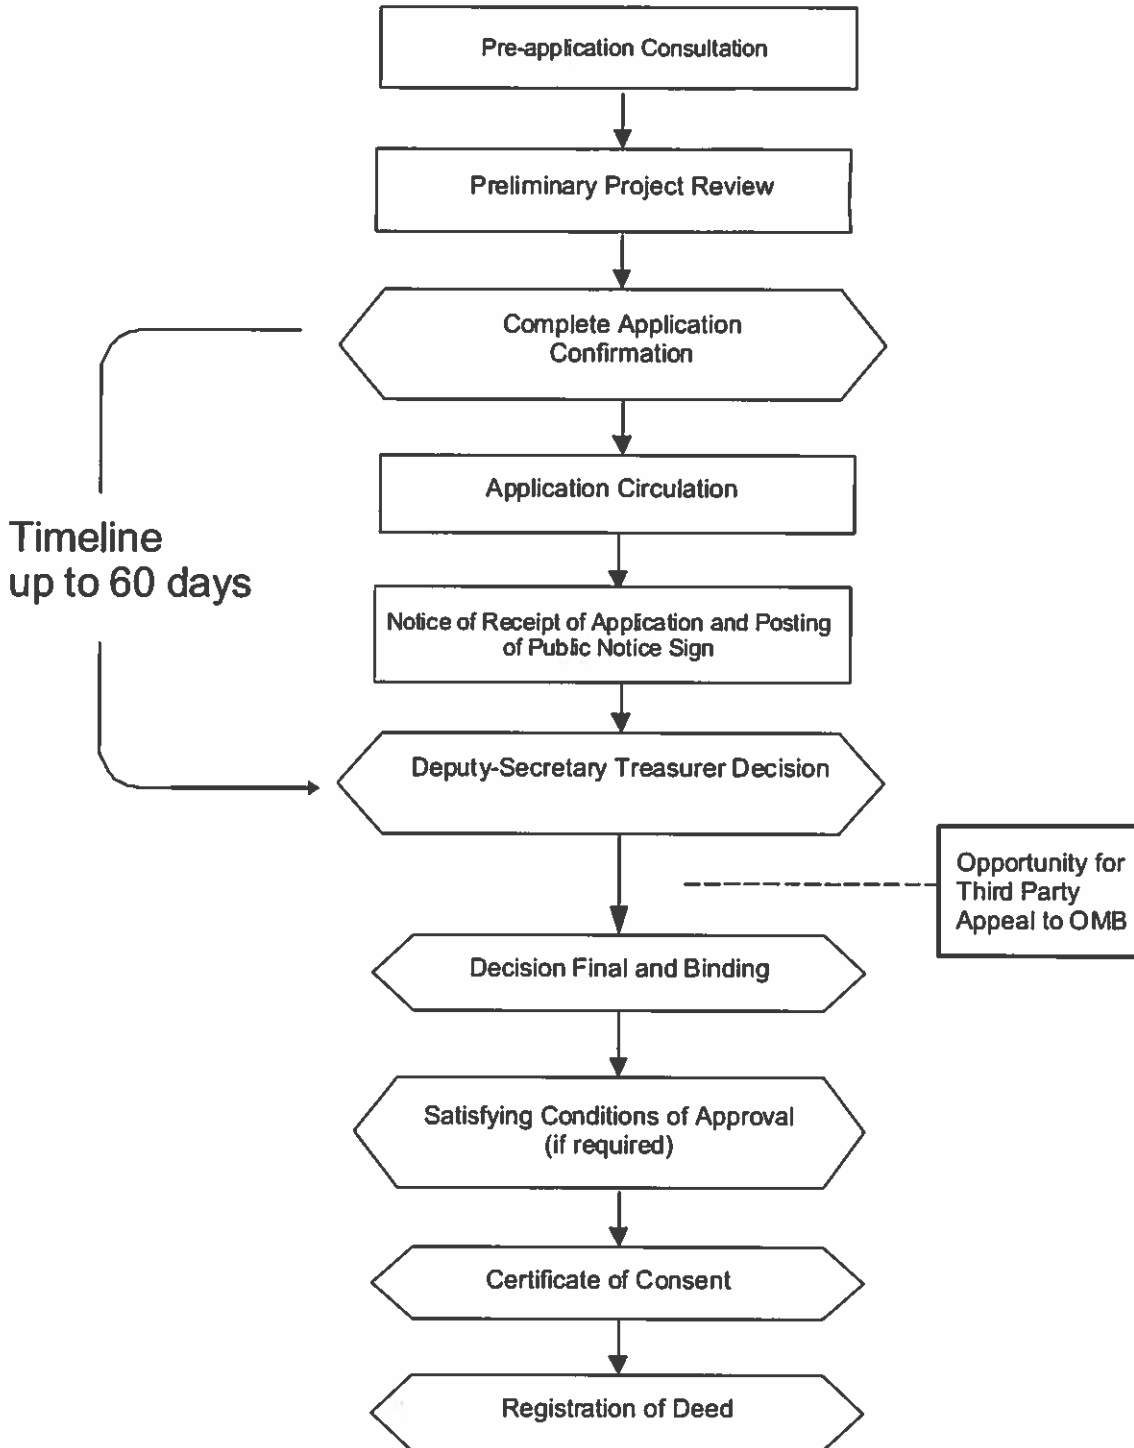 Pre-application Consultation
Preliminary Project Review
Complete Application
Confirmation
Application Circulation
Timeline
up to 60 days
Notice of Receipt of Application and Posting
of Public Notice Sign
Deputy-Secretary Treasurer Decision
Opportunity for
Third Party
Appeal to OMB
Decision Final and Binding
Satisfying Conditions of Approval
(if required)
Certificate of Consent
Registration of Deed